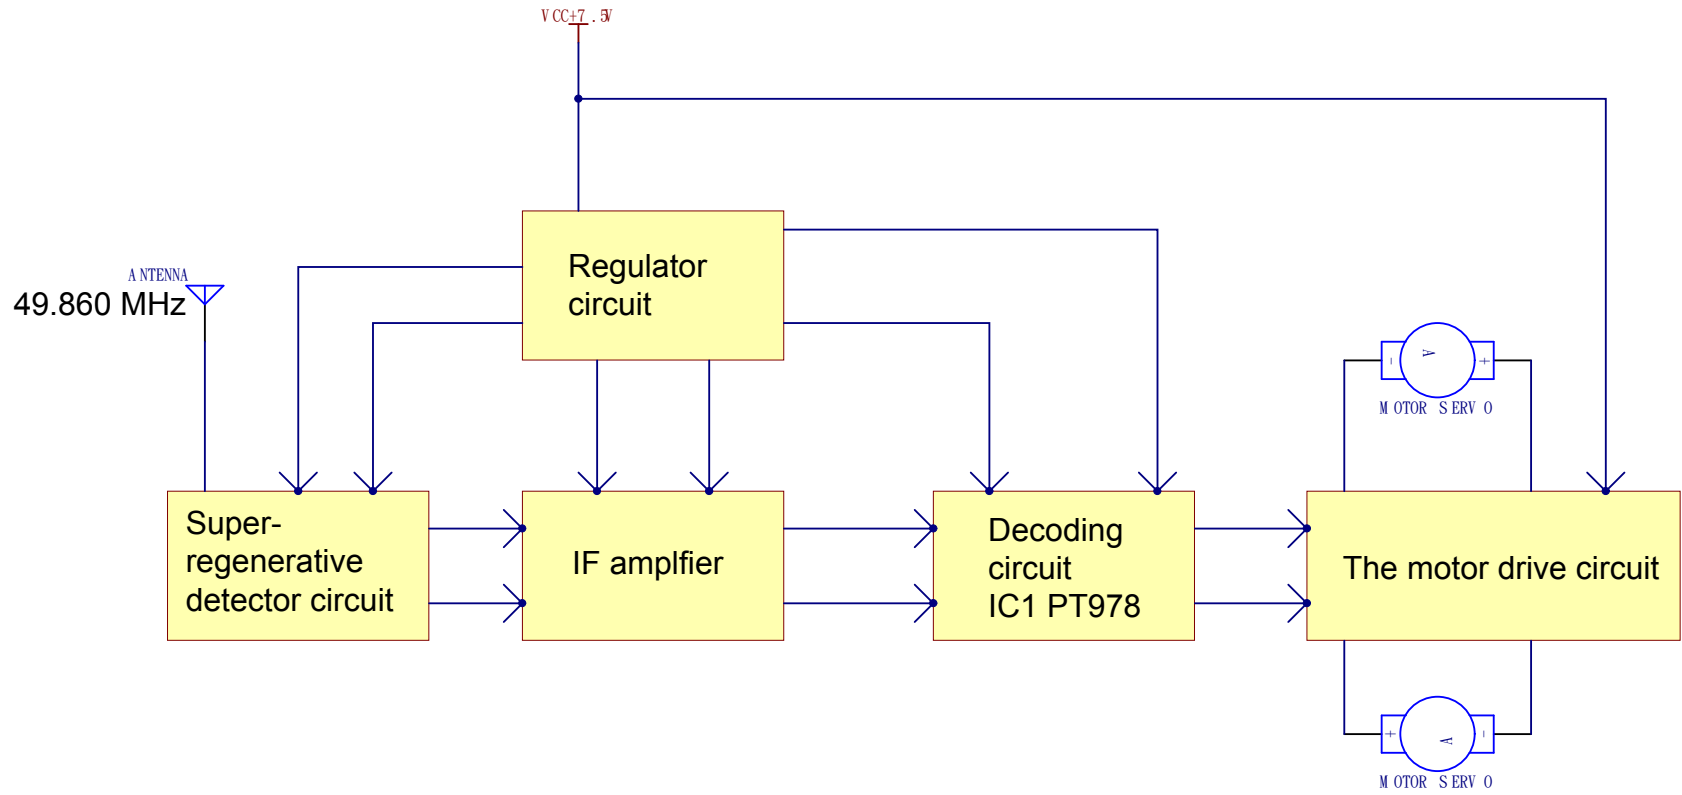 VCC+7.5V
Regulator
circuit
ANTENNA
49.860 MHz
- A +
MOTOR SERVO
Super-
regenerative
detector circuit
IF amplfier
Decoding
circuit
IC1 PT978
The motor drive circuit
+ A -
MOTOR SERVO